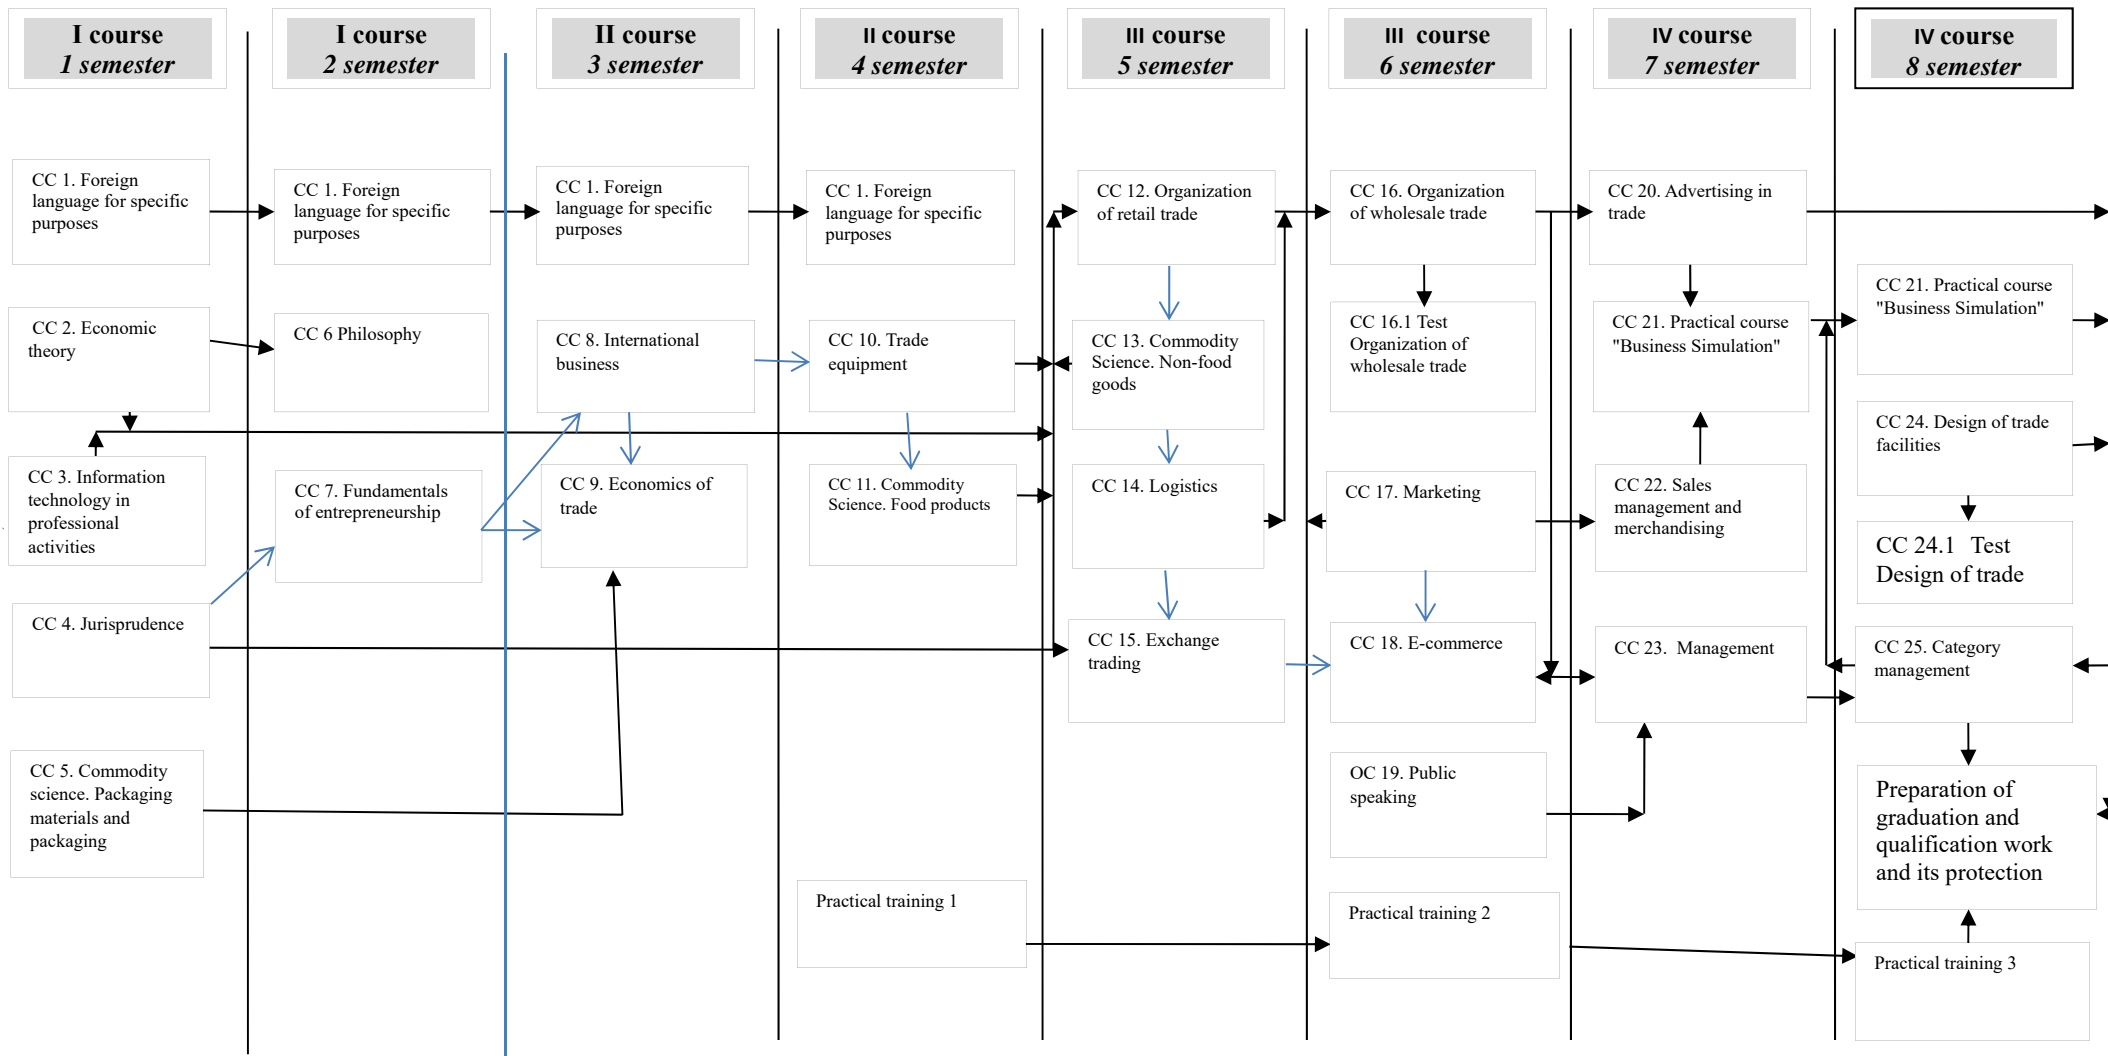 I course
1 semester
I course
2 semester
II course
3 semester
II course
4 semester
III course
5 semester
III course
6 semester
IV course
7 semester
IV course
8 semester
CC 1. Foreign
language for specific
purposes
CC 2. Economic
theory
CC 3. Information
technology in
professional
activities
CC 4. Jurisprudence
CC 5. Commodity
science. Packaging
materials and
packaging
CC 1. Foreign
language for specific
purposes
CC 6 Philosophy
CC 7. Fundamentals
of entrepreneurship
CC 1. Foreign
language for specific
purposes
CC 8. International
business
CC 9. Economics of
trade
CC 1. Foreign
language for specific
purposes
CC 10. Trade
equipment
CC 11. Commodity
Science. Food products
Practical training 1
CC 12. Organization
of retail trade
CC 13. Commodity
Science. Non-food
goods
CC 14. Logistics
CC 15. Exchange
trading
CC 16. Organization
of wholesale trade
CC 16.1 Test
Organization of
wholesale trade
CC 17. Marketing
CC 18. E-commerce
OC 19. Public
speaking
Practical training 2
CC 20. Advertising in
trade
CC 21. Practical course
"Business Simulation"
CC 22. Sales
management and
merchandising
CC 23. Management
CC 21. Practical course
"Business Simulation"
CC 24. Design of trade
facilities
CC 24.1 Test
Design of trade
CC 25. Category
management
Preparation of
graduation and
qualification work
and its protection
Practical training 3